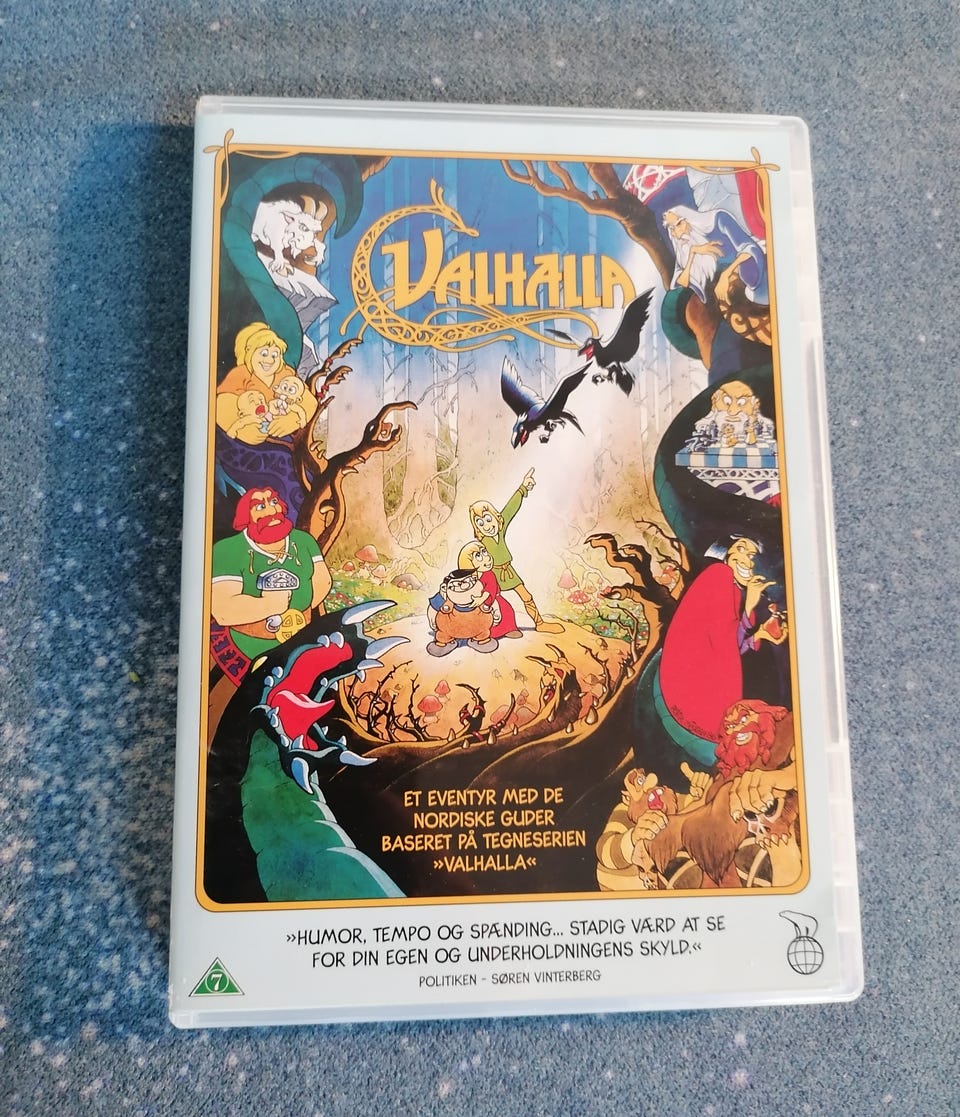 VALHALLA
ET EVENTYR MED DE
NORDISKE GUDER
BASERET PÅ TEGNESERIEN
»VALHALLA«
»HUMOR, TEMPO OG SPÆNDING... STADIG VÆRD AT SE
FOR DIN EGEN OG UNDERHOLDNINGENS SKYLD.«
POLITIKEN - SØREN VINTERBERG
7